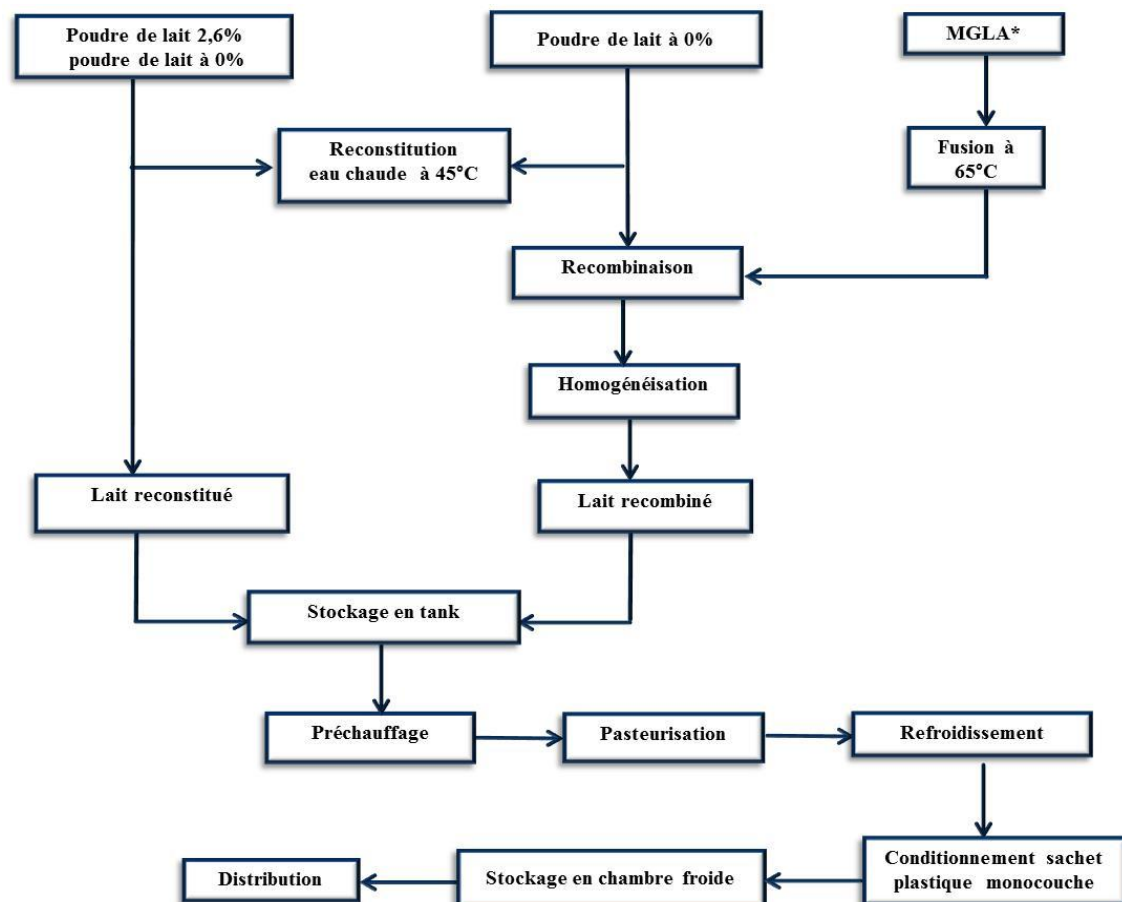 Poudre de lait 2,6%
poudre de lait à 0%
Poudre de lait à 0%
MGLA*
Reconstitution
eau chaude à 45°C
Fusion à
65°C
Recombinaison
Homogénéisation
Lait reconstitué
Lait recombiné
Stockage en tank
Préchauffage
Pasteurisation
Refroidissement
Conditionnement sachet
plastique monocouche
Stockage en chambre froide
Distribution